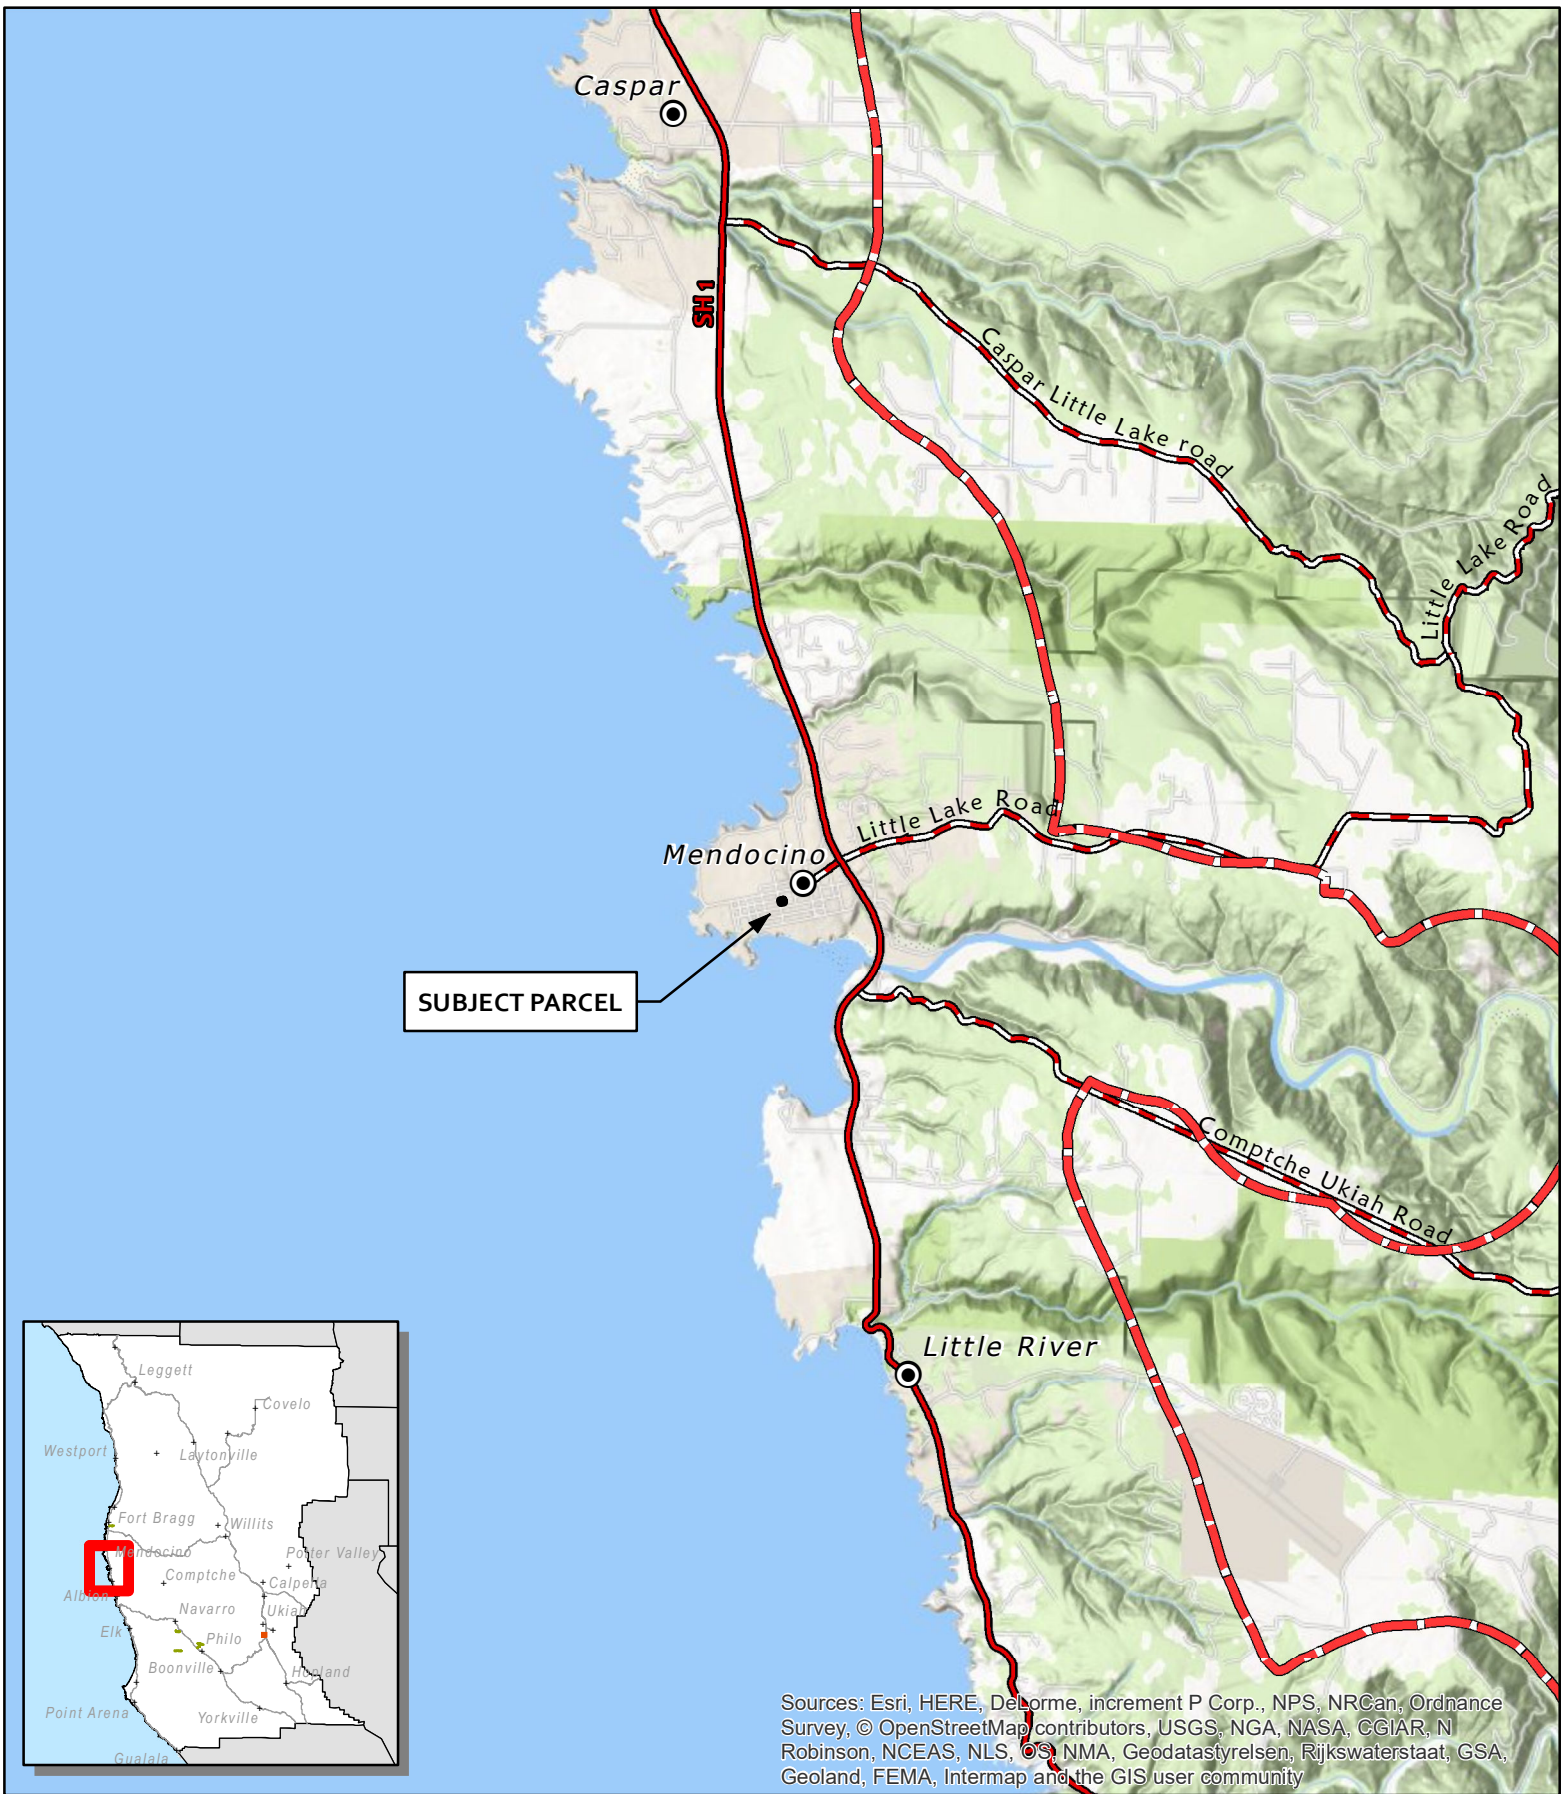 Caspar
SH 1
Caspar Little Lake road
Little Lake Road
Little Lake Road
Mendocino
SUBJECT PARCEL
Comptche Ukiah Road
Little River
Leggett
Covelo
Westport
Laytonville
Fort Bragg
Willits
Mendocino
Potter Valley
Comptche
Calpella
Albion
Navarro
Ukiah
Elk
Philo
Boonville
Hopland
Point Arena
Yorkville
Gualala
Sources: Esri, HERE, DeLorme, increment P Corp., NPS, NRCan, Ordnance
Survey, © OpenStreetMap contributors, USGS, NGA, NASA, CGIAR, N
Robinson, NCEAS, NLS, OS, NMA, Geodatastyrelsen, Rijkswaterstaat, GSA,
Geoland, FEMA, Intermap and the GIS user community